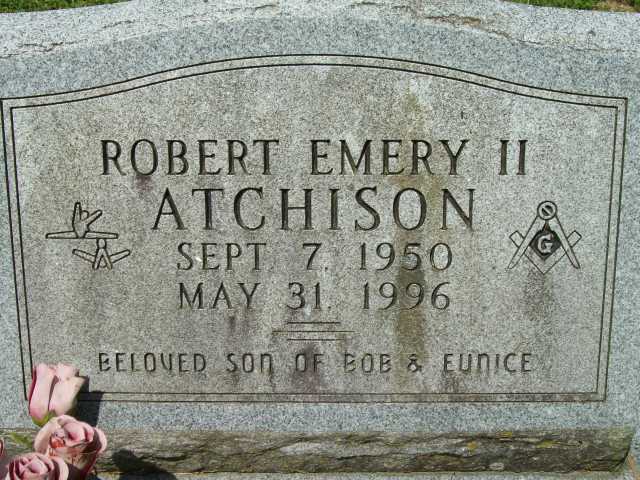 ROBERT EMERY II
ATCHISON
SEPT. 7, 1950
MAY 31, 1996
BELOVED SON OF BOB & EUNICE
G